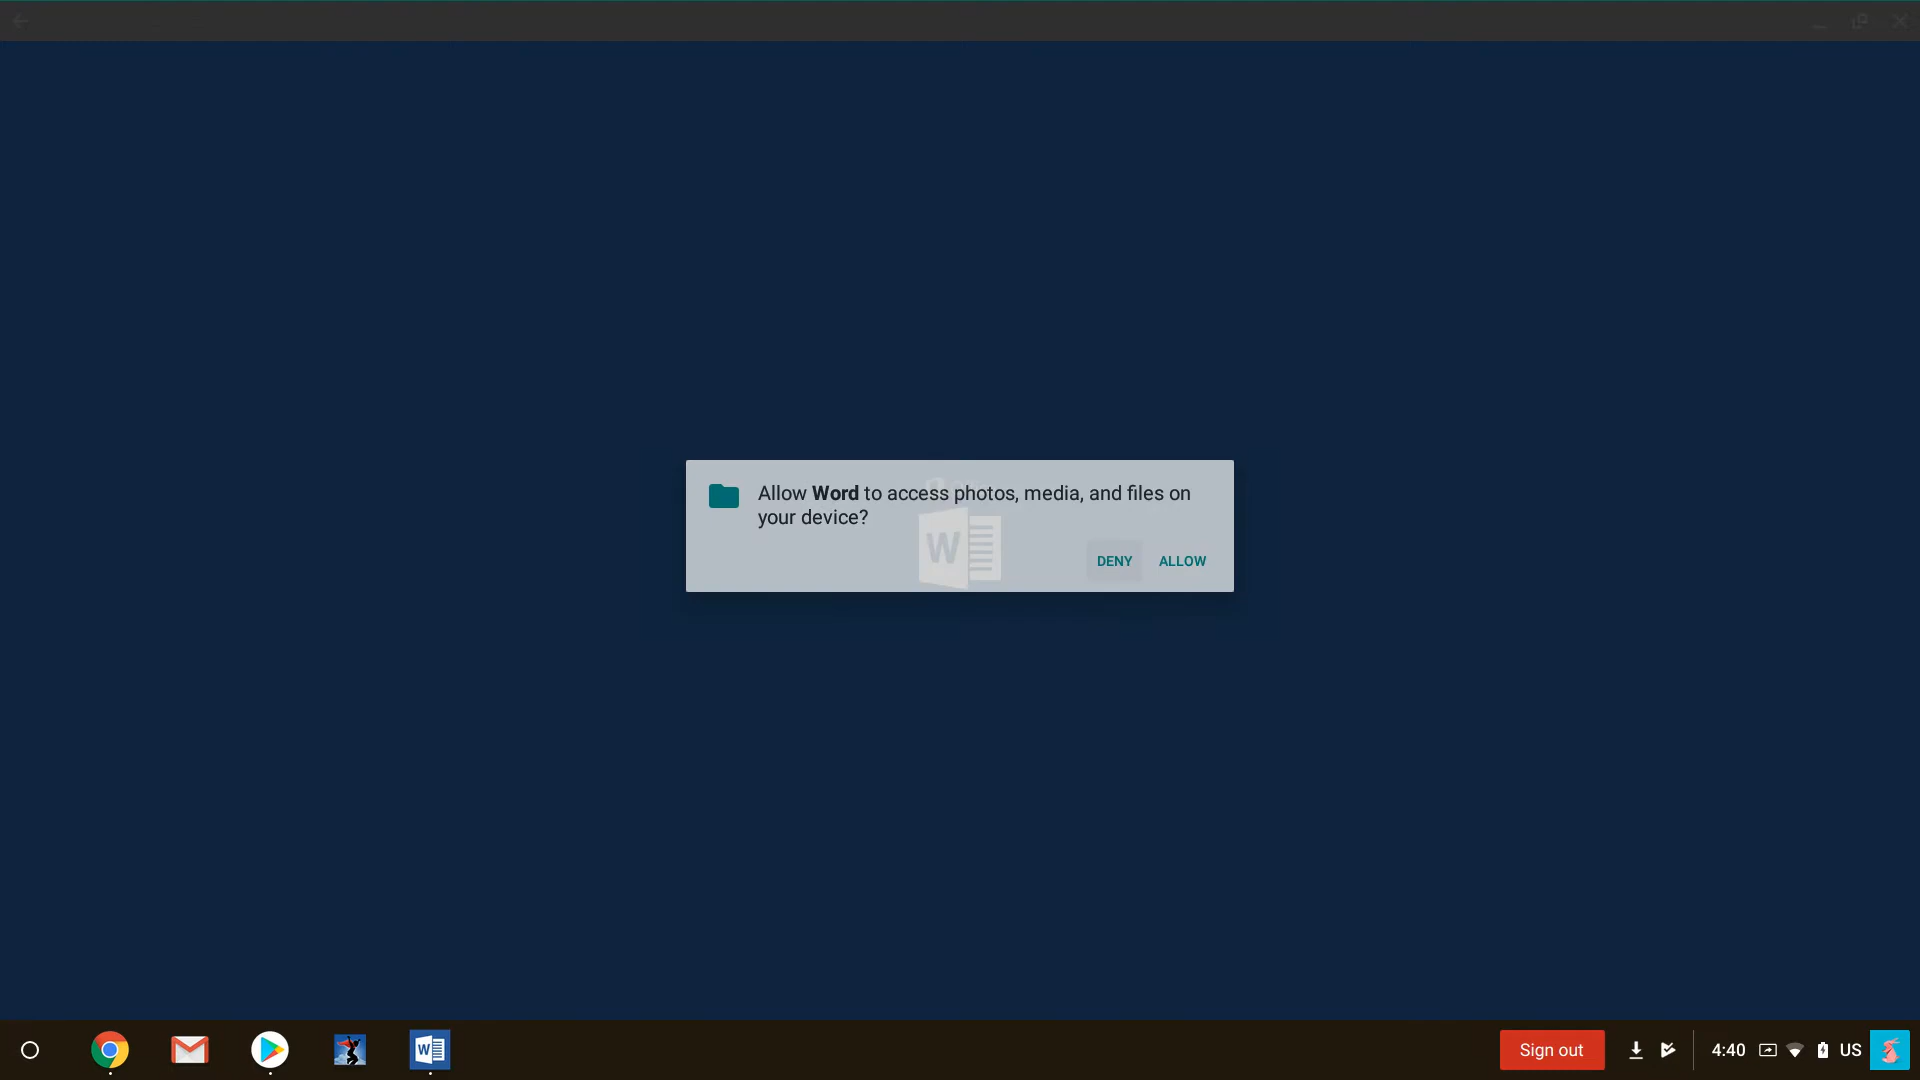 Allow Word to access photos, media, and files on
your device?
W
DENY ALLOW
W
Sign out
4:40
US